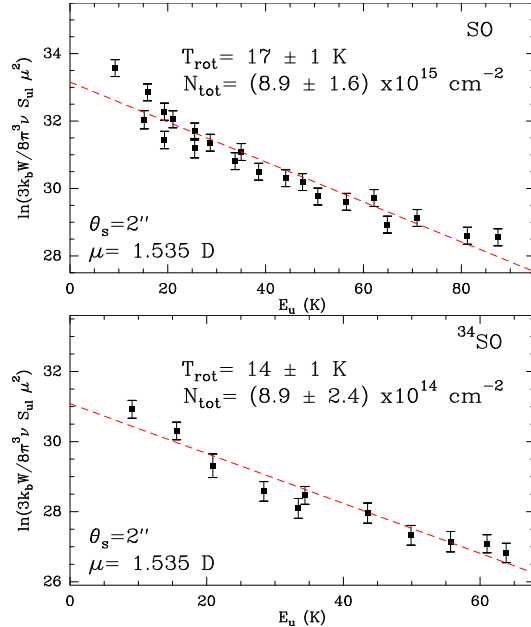 SO
T_rot= 17 ± 1 K
N_tot= (8.9 ± 1.6) x10^15 cm^−2
34
32
30
28
ln(3k_bW/8π^3ν S_ul μ^2)
θ_s=2''
μ= 1.535 D
0 20 40 60 80
E_u (K)
^34SO
T_rot= 14 ± 1 K
N_tot= (8.9 ± 2.4) x10^14 cm^−2
32
30
28
26
ln(3k_bW/8π^3ν S_ul μ^2)
θ_s=2''
μ= 1.535 D
0 20 40 60
E_u (K)